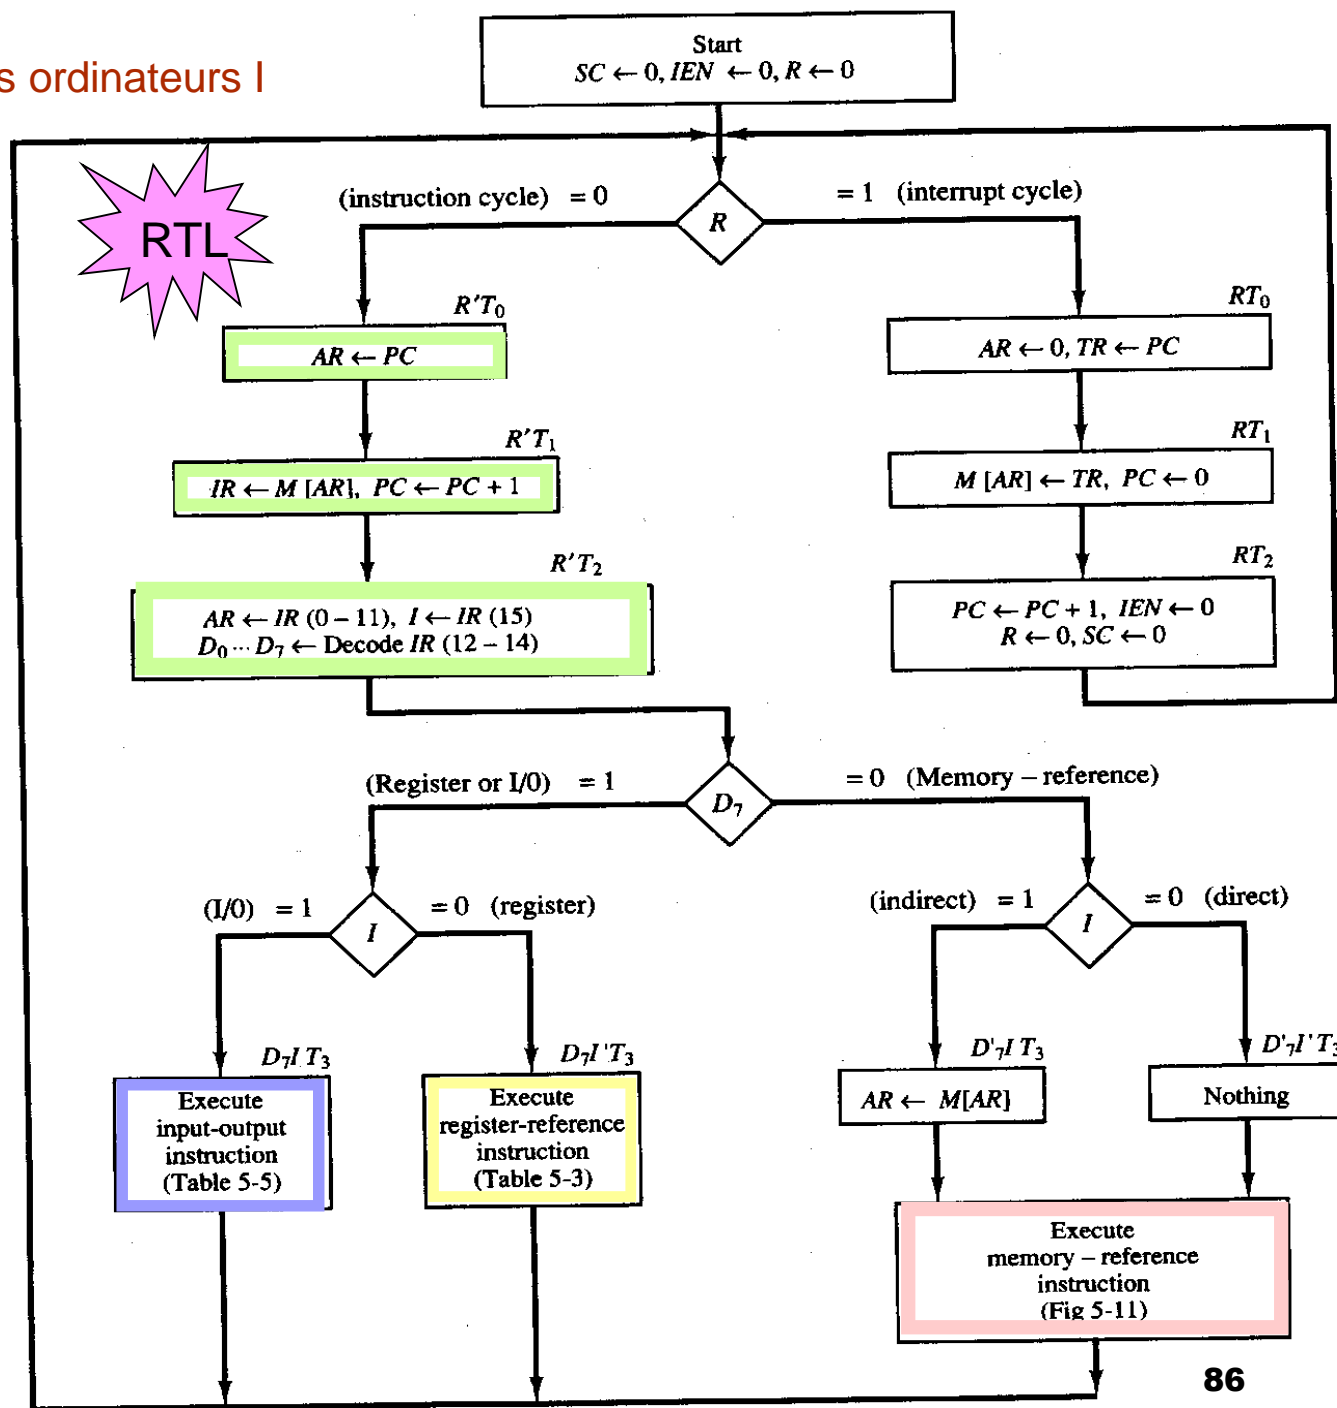 s ordinateurs I
Start
SC ← 0, IEN ← 0, R ← 0
RTL
(instruction cycle) = 0
R
= 1 (interrupt cycle)
R'T₀
AR ← PC
RT₀
AR ← 0, TR ← PC
R'T₁
IR ← M [AR], PC ← PC + 1
RT₁
M [AR] ← TR, PC ← 0
R'T₂
AR ← IR (0 – 11), I ← IR (15)
D₀ ··· D₇ ← Decode IR (12 – 14)
RT₂
PC ← PC + 1, IEN ← 0
R ← 0, SC ← 0
(Register or I/0) = 1
D₇
= 0 (Memory – reference)
(I/0) = 1
I
= 0 (register)
(indirect) = 1
I
= 0 (direct)
D₇I T₃
Execute
input-output
instruction
(Table 5-5)
D₇I'T₃
Execute
register-reference
instruction
(Table 5-3)
D'₇I T₃
AR ← M[AR]
D'₇I'T₃
Nothing
Execute
memory – reference
instruction
(Fig 5-11)
86